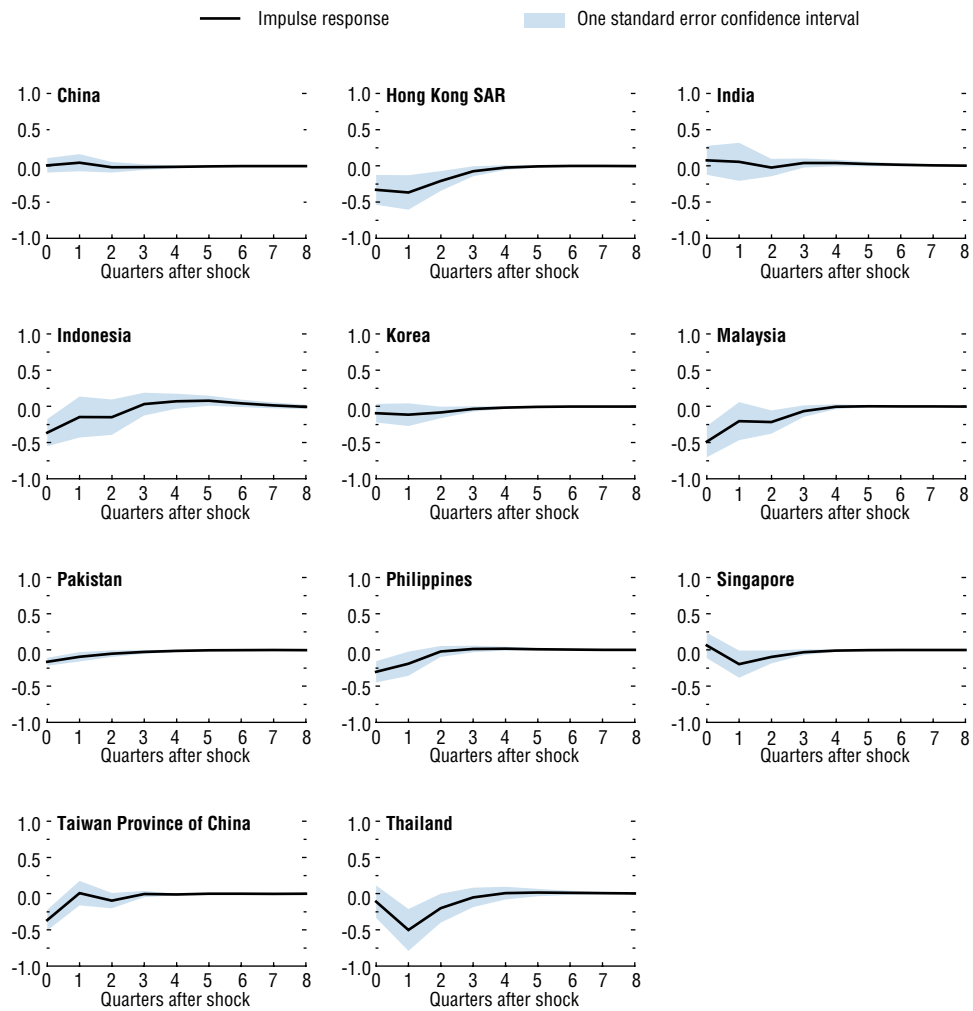 Impulse response One standard error confidence interval
China
1.0
0.5
0.0
-0.5
-1.0
0 1 2 3 4 5 6 7 8
Quarters after shock
Hong Kong SAR
1.0
0.5
0.0
-0.5
-1.0
0 1 2 3 4 5 6 7 8
Quarters after shock
India
1.0
0.5
0.0
-0.5
-1.0
0 1 2 3 4 5 6 7 8
Quarters after shock
Indonesia
1.0
0.5
0.0
-0.5
-1.0
0 1 2 3 4 5 6 7 8
Quarters after shock
Korea
1.0
0.5
0.0
-0.5
-1.0
0 1 2 3 4 5 6 7 8
Quarters after shock
Malaysia
1.0
0.5
0.0
-0.5
-1.0
0 1 2 3 4 5 6 7 8
Quarters after shock
Pakistan
1.0
0.5
0.0
-0.5
-1.0
0 1 2 3 4 5 6 7 8
Quarters after shock
Philippines
1.0
0.5
0.0
-0.5
-1.0
0 1 2 3 4 5 6 7 8
Quarters after shock
Singapore
1.0
0.5
0.0
-0.5
-1.0
0 1 2 3 4 5 6 7 8
Quarters after shock
Taiwan Province of China
1.0
0.5
0.0
-0.5
-1.0
0 1 2 3 4 5 6 7 8
Quarters after shock
Thailand
1.0
0.5
0.0
-0.5
-1.0
0 1 2 3 4 5 6 7 8
Quarters after shock